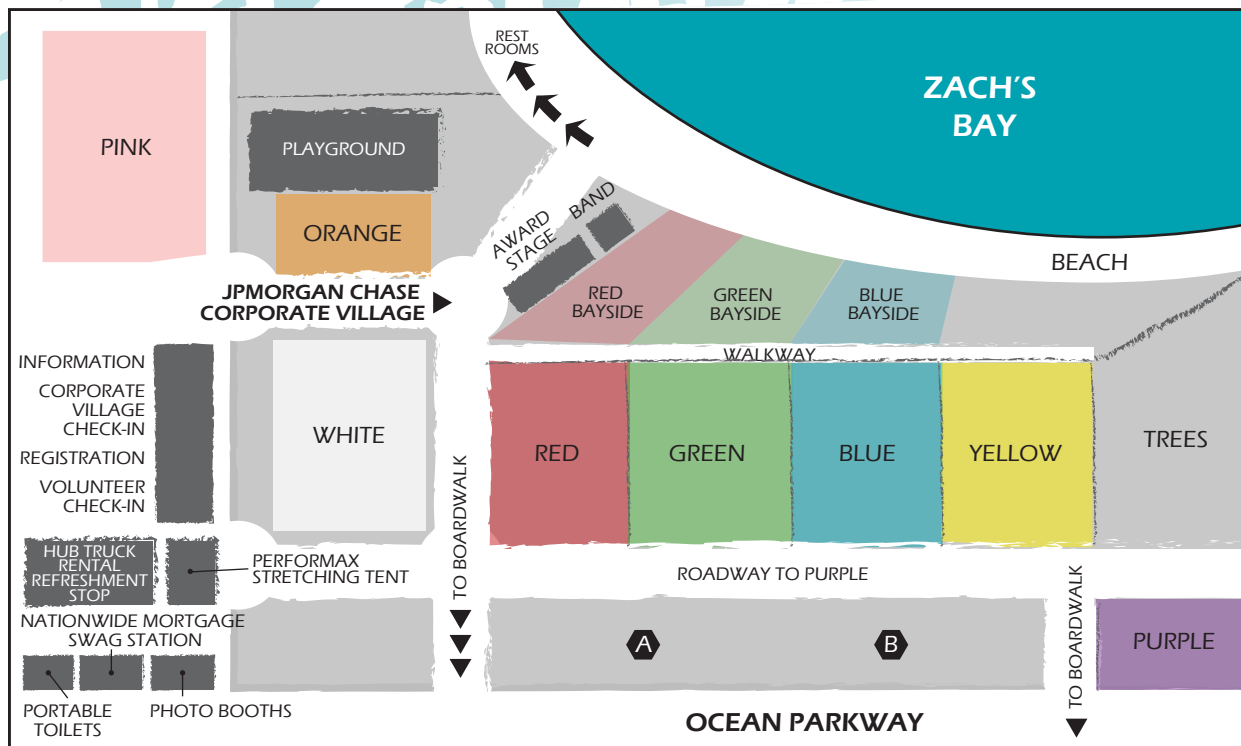 REST
ROOMS
ZACH'S
BAY
PINK
PLAYGROUND
ORANGE
AWARD
STAGE
BAND
BEACH
JPMORGAN CHASE
CORPORATE VILLAGE
RED
BAYSIDE
GREEN
BAYSIDE
BLUE
BAYSIDE
WALKWAY
INFORMATION
CORPORATE
VILLAGE
CHECK-IN
REGISTRATION
VOLUNTEER
CHECK-IN
WHITE
RED
GREEN
BLUE
YELLOW
TREES
TO BOARDWALK
HUB TRUCK
RENTAL
REFRESHMENT
STOP
PERFORMAX
STRETCHING TENT
ROADWAY TO PURPLE
NATIONWIDE MORTGAGE
SWAG STATION
A
B
TO BOARDWALK
PURPLE
PORTABLE
TOILETS
PHOTO BOOTHS
OCEAN PARKWAY